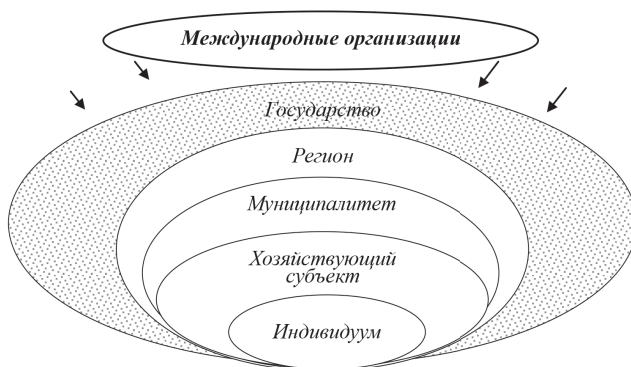 Международные организации
Государство
Регион
Муниципалитет
Хозяйствующий
субъект
Индивидуум